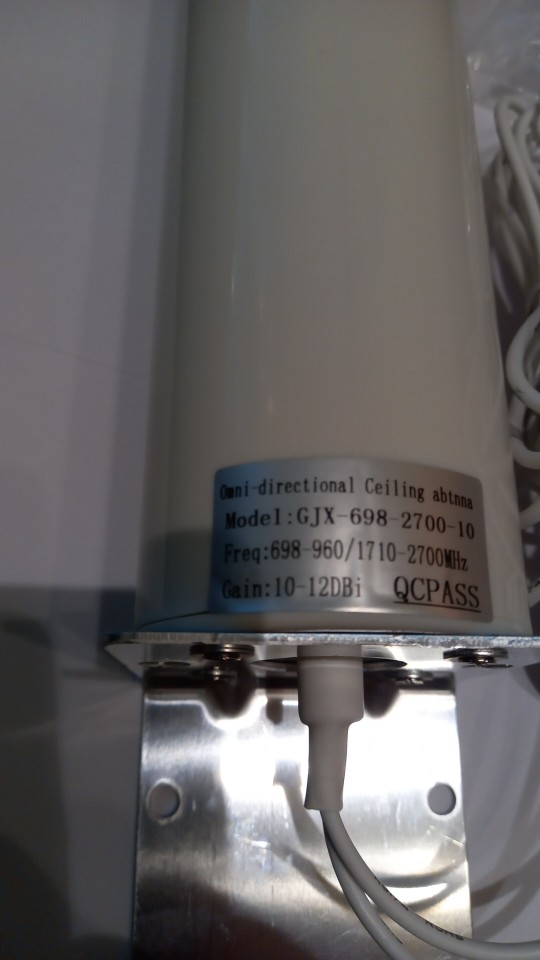 Omni-directional Ceiling abtnna
Model:GJX-698-2700-10
Freq:698-960/1710-2700MHz
Gain:10-12DBi QCPASS